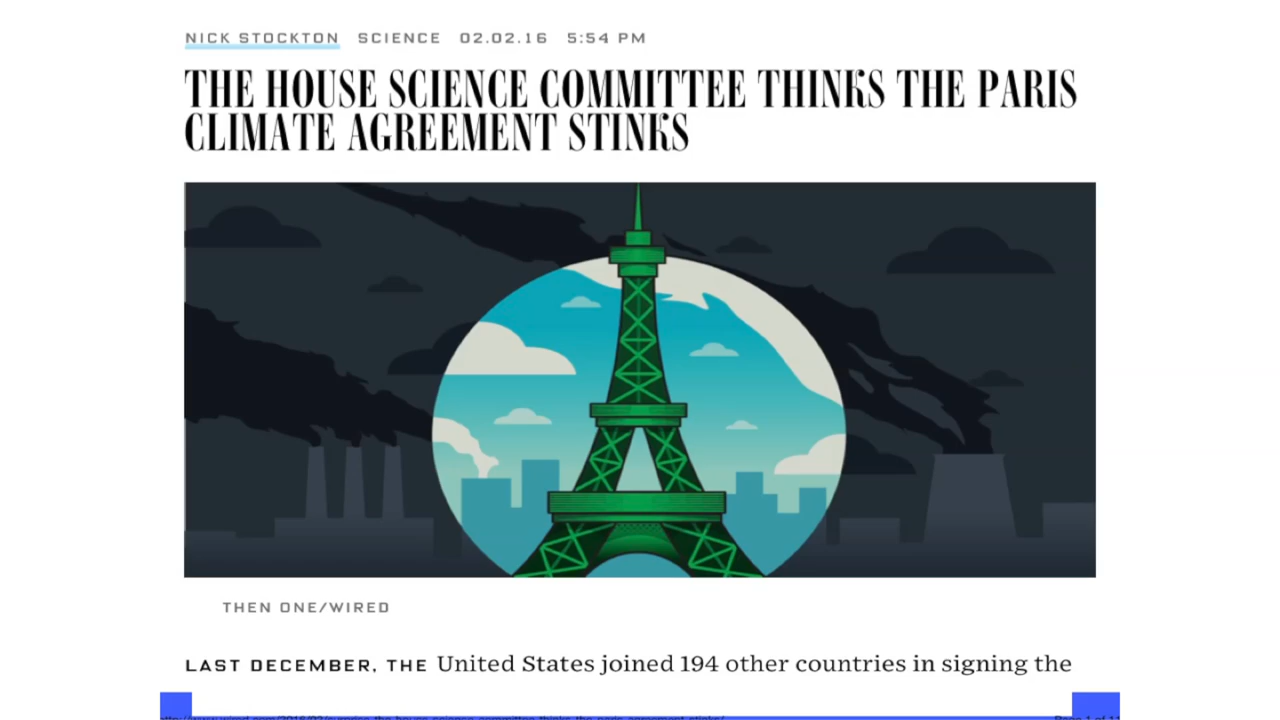 NICK STOCKTON SCIENCE 02.02.16 5:54 PM
THE HOUSE SCIENCE COMMITTEE THINKS THE PARIS
CLIMATE AGREEMENT STINKS
THEN ONE/WIRED
LAST DECEMBER, THE United States joined 194 other countries in signing the